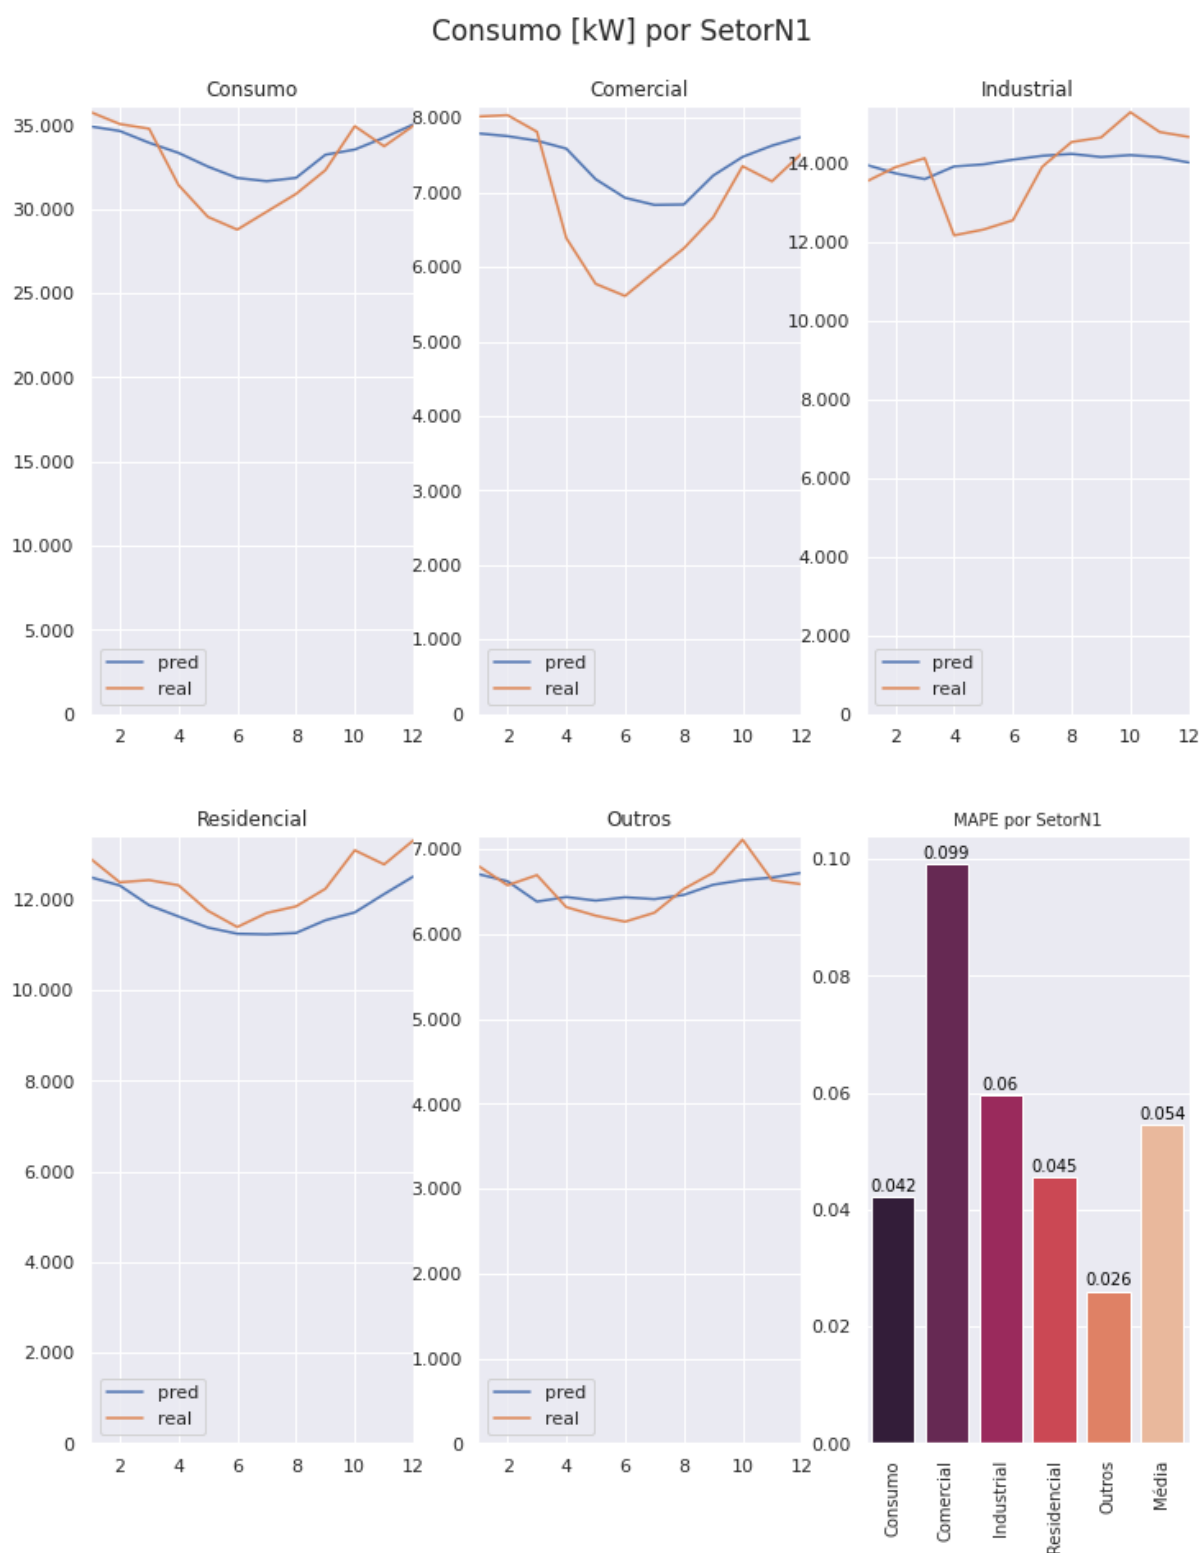 Consumo [kW] por SetorN1
Consumo
35.000
30.000
25.000
20.000
15.000
10.000
5.000
0
pred
real
2 4 6 8 10 12
Comercial
8.000
7.000
6.000
5.000
4.000
3.000
2.000
1.000
0
pred
real
2 4 6 8 10 12
Industrial
14.000
12.000
10.000
8.000
6.000
4.000
2.000
0
pred
real
2 4 6 8 10 12
Residencial
12.000
10.000
8.000
6.000
4.000
2.000
0
pred
real
2 4 6 8 10 12
Outros
7.000
6.000
5.000
4.000
3.000
2.000
1.000
0
pred
real
2 4 6 8 10 12
MAPE por SetorN1
0.10
0.08
0.06
0.04
0.02
0.00
0.042
0.099
0.06
0.045
0.026
0.054
Consumo
Comercial
Industrial
Residencial
Outros
Média